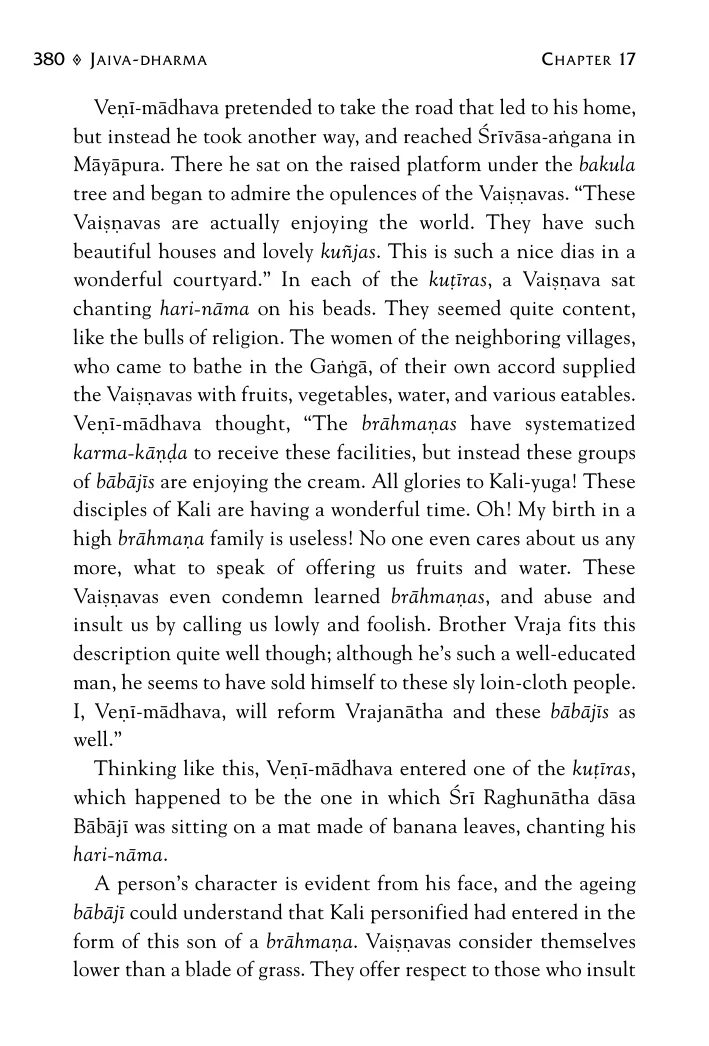 380 ◊ JAIVA-DHARMA CHAPTER 17
Veṇī-mādhava pretended to take the road that led to his home,
but instead he took another way, and reached Śrīvāsa-aṅgana in
Māyāpura. There he sat on the raised platform under the bakula
tree and began to admire the opulences of the Vaiṣṇavas. “These
Vaiṣṇavas are actually enjoying the world. They have such
beautiful houses and lovely kuñjas. This is such a nice dias in a
wonderful courtyard.” In each of the kuṭīras, a Vaiṣṇava sat
chanting hari-nāma on his beads. They seemed quite content,
like the bulls of religion. The women of the neighboring villages,
who came to bathe in the Gaṅgā, of their own accord supplied
the Vaiṣṇavas with fruits, vegetables, water, and various eatables.
Veṇī-mādhava thought, “The brāhmaṇas have systematized
karma-kāṇḍa to receive these facilities, but instead these groups
of bābājīs are enjoying the cream. All glories to Kali-yuga! These
disciples of Kali are having a wonderful time. Oh! My birth in a
high brāhmaṇa family is useless! No one even cares about us any
more, what to speak of offering us fruits and water. These
Vaiṣṇavas even condemn learned brāhmaṇas, and abuse and
insult us by calling us lowly and foolish. Brother Vraja fits this
description quite well though; although he’s such a well-educated
man, he seems to have sold himself to these sly loin-cloth people.
I, Veṇī-mādhava, will reform Vrajanātha and these bābājīs as
well.”
Thinking like this, Veṇī-mādhava entered one of the kuṭīras,
which happened to be the one in which Śrī Raghunātha dāsa
Bābājī was sitting on a mat made of banana leaves, chanting his
hari-nāma.
A person’s character is evident from his face, and the ageing
bābājī could understand that Kali personified had entered in the
form of this son of a brāhmaṇa. Vaiṣṇavas consider themselves
lower than a blade of grass. They offer respect to those who insult